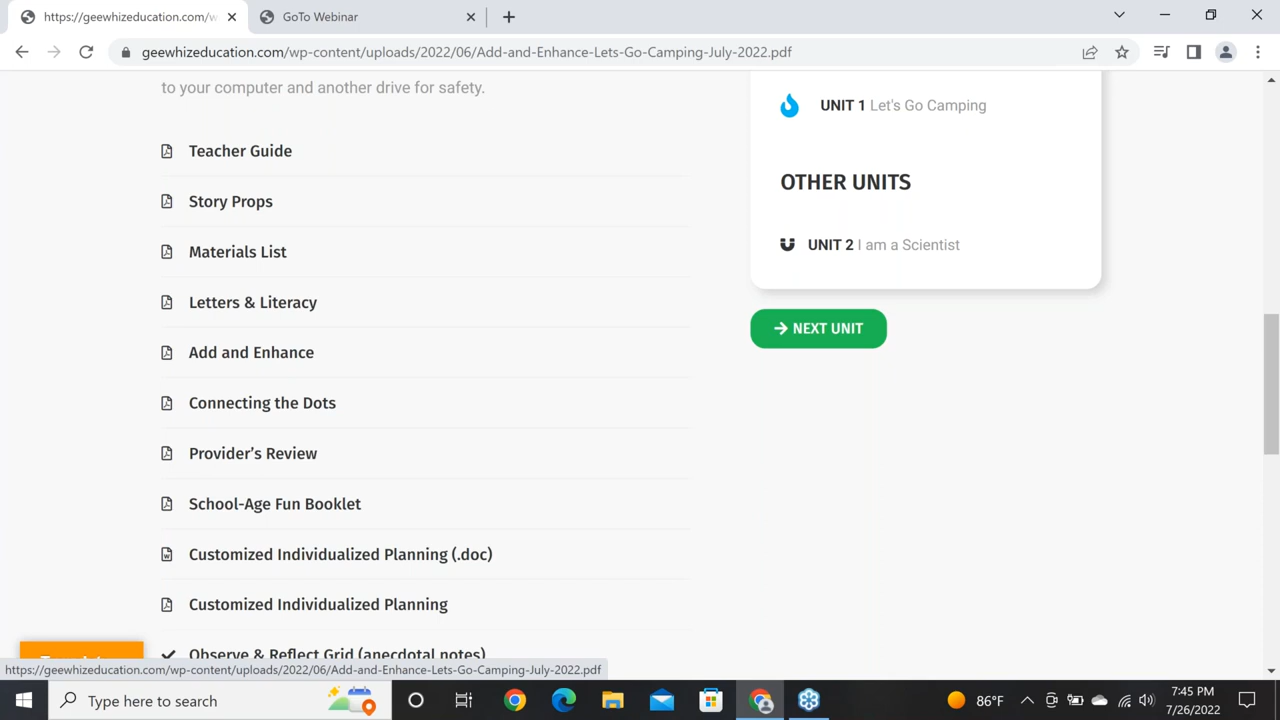 https://geewhizeducation.com/w
GoTo Webinar
geewhizeducation.com/wp-content/uploads/2022/06/Add-and-Enhance-Lets-Go-Camping-July-2022.pdf
to your computer and another drive for safety.
Teacher Guide
Story Props
Materials List
Letters & Literacy
Add and Enhance
Connecting the Dots
Provider's Review
School-Age Fun Booklet
Customized Individualized Planning (.doc)
Customized Individualized Planning
Observe & Reflect Grid (anecdotal notes)
UNIT 1 Let's Go Camping
OTHER UNITS
UNIT 2 I am a Scientist
→ NEXT UNIT
https://geewhizeducation.com/wp-content/uploads/2022/06/Add-and-Enhance-Lets-Go-Camping-July-2022.pdf
Type here to search
86°F
7:45 PM
7/26/2022